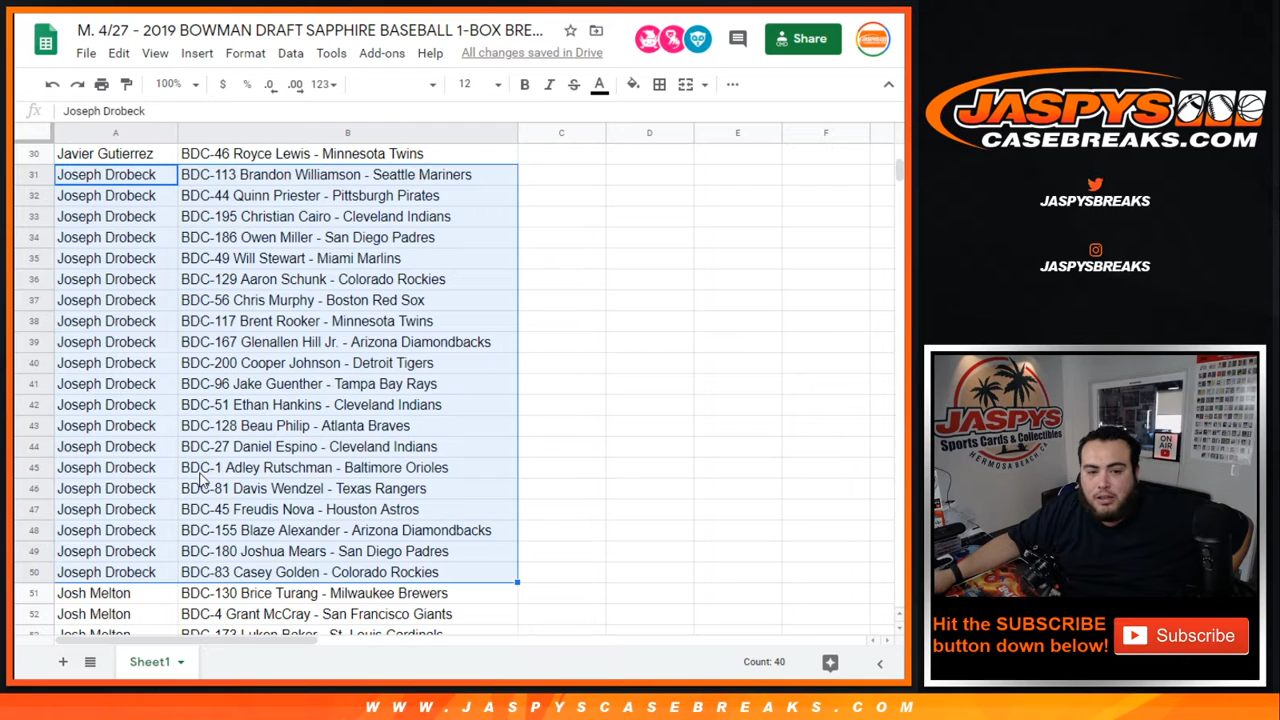 M. 4/27 - 2019 BOWMAN DRAFT SAPPHIRE BASEBALL 1-BOX BRE...
File Edit View Insert Format Data Tools Add-ons Help All changes saved in Drive
Share
100% $ % .0 .00 123 12 B I S A
fx Joseph Drobeck
A B C D E F
30 Javier Gutierrez BDC-46 Royce Lewis - Minnesota Twins
31 Joseph Drobeck BDC-113 Brandon Williamson - Seattle Mariners
32 Joseph Drobeck BDC-44 Quinn Priester - Pittsburgh Pirates
33 Joseph Drobeck BDC-195 Christian Cairo - Cleveland Indians
34 Joseph Drobeck BDC-186 Owen Miller - San Diego Padres
35 Joseph Drobeck BDC-49 Will Stewart - Miami Marlins
36 Joseph Drobeck BDC-129 Aaron Schunk - Colorado Rockies
37 Joseph Drobeck BDC-56 Chris Murphy - Boston Red Sox
38 Joseph Drobeck BDC-117 Brent Rooker - Minnesota Twins
39 Joseph Drobeck BDC-167 Glenallen Hill Jr. - Arizona Diamondbacks
40 Joseph Drobeck BDC-200 Cooper Johnson - Detroit Tigers
41 Joseph Drobeck BDC-96 Jake Guenther - Tampa Bay Rays
42 Joseph Drobeck BDC-51 Ethan Hankins - Cleveland Indians
43 Joseph Drobeck BDC-128 Beau Philip - Atlanta Braves
44 Joseph Drobeck BDC-27 Daniel Espino - Cleveland Indians
45 Joseph Drobeck BDC-1 Adley Rutschman - Baltimore Orioles
46 Joseph Drobeck BDC-81 Davis Wendzel - Texas Rangers
47 Joseph Drobeck BDC-45 Freudis Nova - Houston Astros
48 Joseph Drobeck BDC-155 Blaze Alexander - Arizona Diamondbacks
49 Joseph Drobeck BDC-180 Joshua Mears - San Diego Padres
50 Joseph Drobeck BDC-83 Casey Golden - Colorado Rockies
51 Josh Melton BDC-130 Brice Turang - Milwaukee Brewers
52 Josh Melton BDC-4 Grant McCray - San Francisco Giants
Josh Melton BDC-173 Luken Baker - St. Louis Cardinals
Sheet1 Count: 40
JASPYS
CASEBREAKS.COM
JASPYSBREAKS
JASPYSBREAKS
JASPYS
Sports Cards & Collectibles
HERMOSA BEACH, CA
ON AIR
Hit the SUBSCRIBE
button down below!
Subscribe
WWW.JASPYSCASEBREAKS.COM